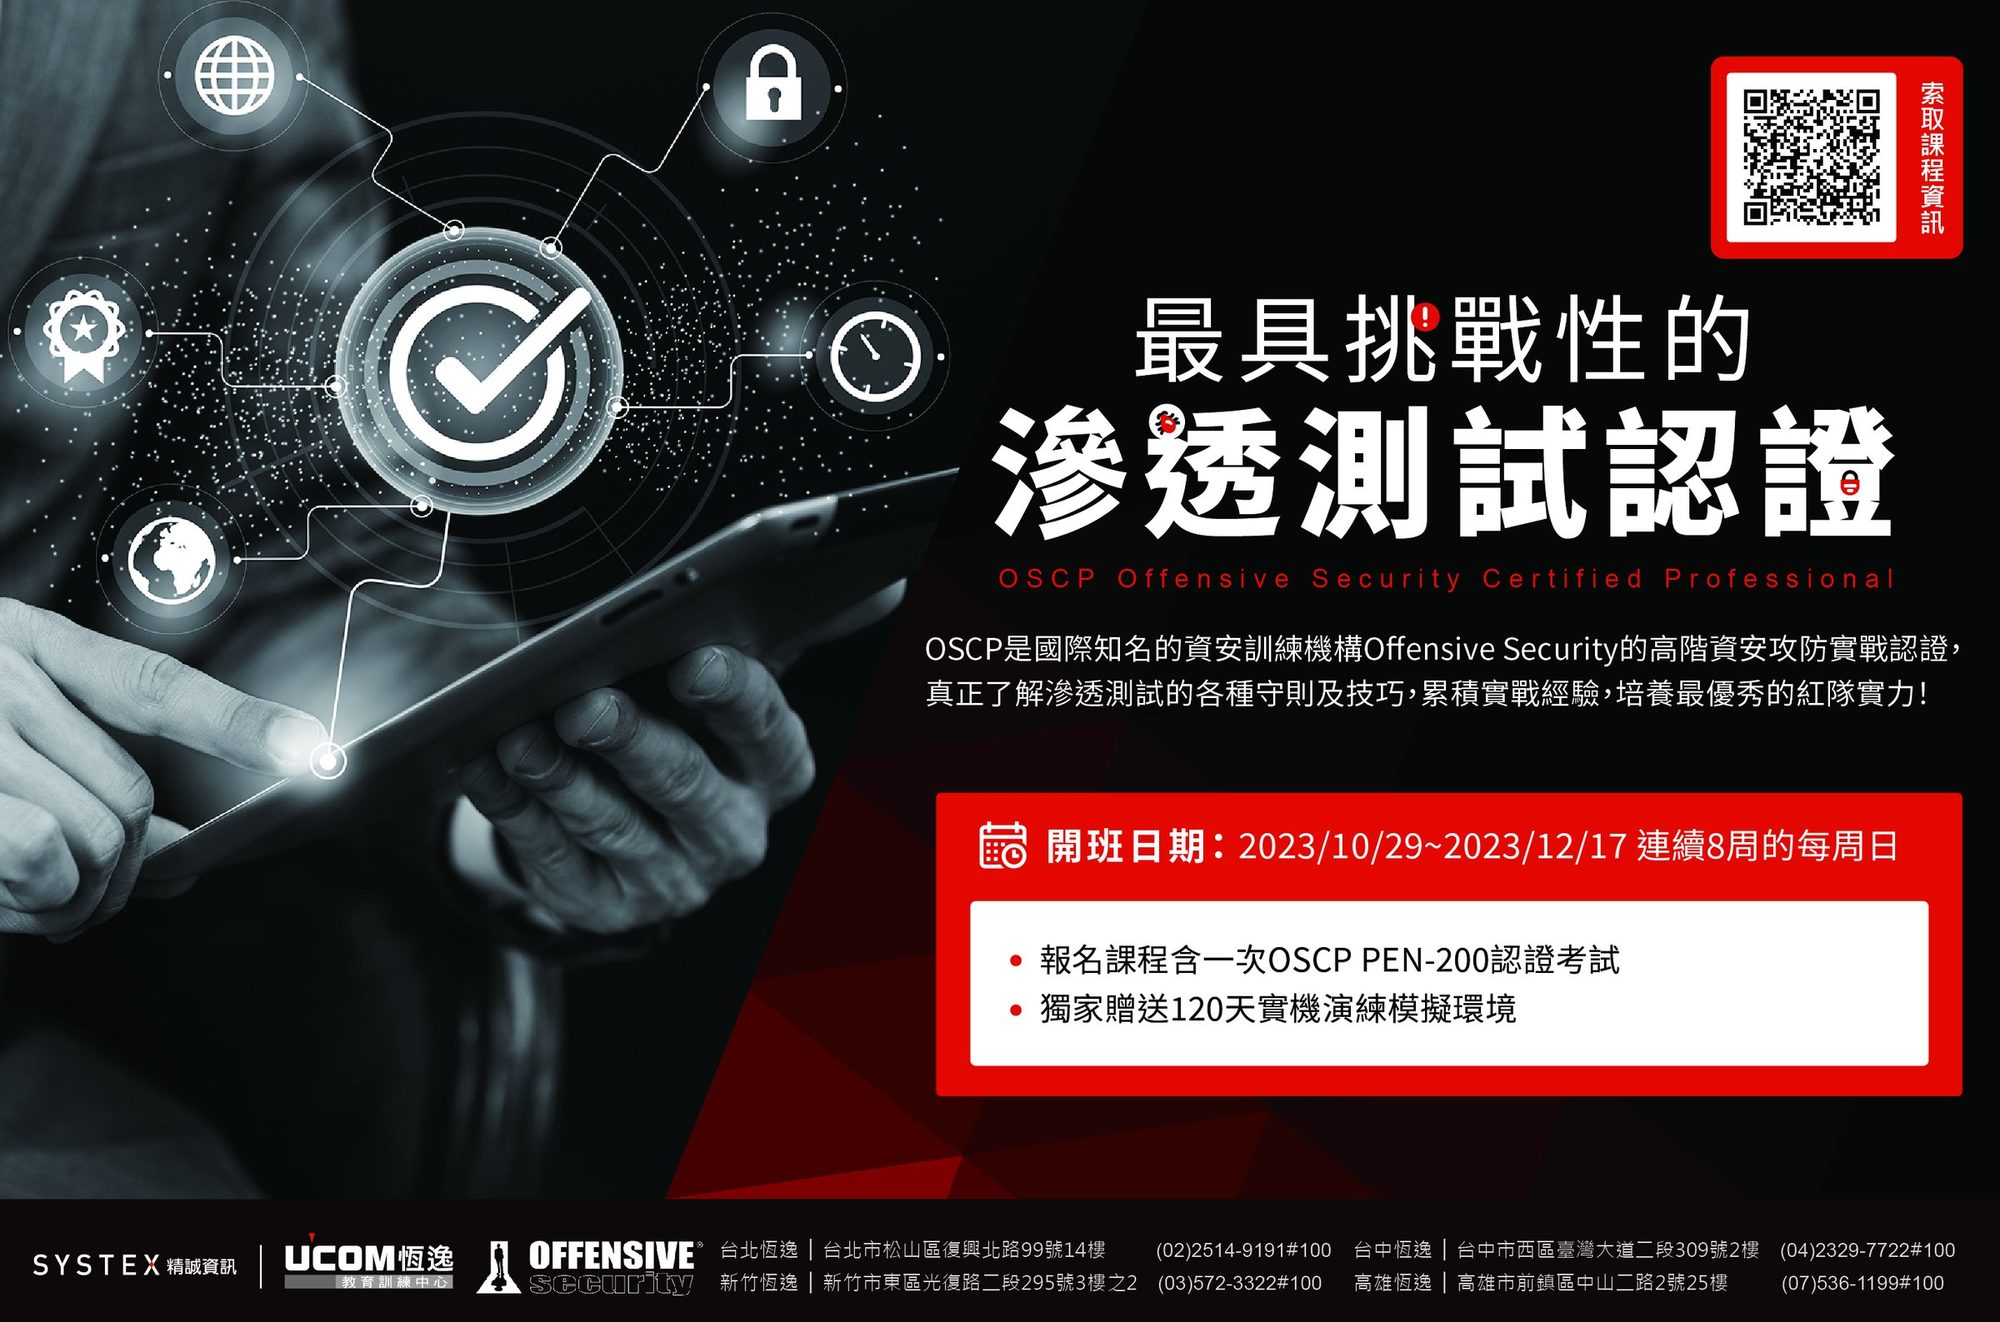 索取課程資訊
最具挑戰性的
滲透測試認證
OSCP Offensive Security Certified Professional
OSCP是國際知名的資安訓練機構Offensive Security的高階資安攻防實戰認證，
真正了解滲透測試的各種守則及技巧，累積實戰經驗，培養最優秀的紅隊實力！
開班日期：2023/10/29~2023/12/17 連續8周的每周日
• 報名課程含一次OSCP PEN-200認證考試
• 獨家贈送120天實機演練模擬環境
SYSTEX 精誠資訊
UCOM恆逸
教育訓練中心
OFFENSIVE®
security
台北恆逸｜台北市松山區復興北路99號14樓 (02)2514-9191#100
新竹恆逸｜新竹市東區光復路二段295號3樓之2 (03)572-3322#100
台中恆逸｜台中市西區臺灣大道二段309號2樓 (04)2329-7722#100
高雄恆逸｜高雄市前鎮區中山二路2號25樓 (07)536-1199#100